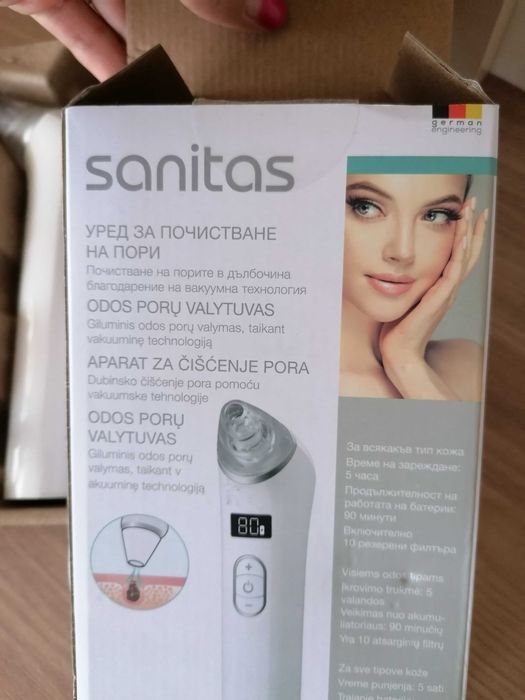 german
engineering
sanitas
УРЕД ЗА ПОЧИСТВАНЕ
НА ПОРИ
Почистване на порите в дълбочина
благодарение на вакуумна технология
ODOS PORŲ VALYTUVAS
Giluminis odos porų valymas, taikant
vakuuminę technologiją
APARAT ZA ČIŠĆENJE PORA
Dubinsko čišćenje pora pomoću
vakuumske tehnologije
ODOS PORŲ
VALYTUVAS
Giluminis odos porų
valymas, taikant v
akuuminę technologiją
80
За всякакъв тип кожа
Време на зареждане:
5 часа
Продължителност на
работата на батерии:
90 минути
Включително
10 резервни филтъра
Visiems odos tipams
Įkrovimo trukmė: 5
valandos
Veikimas nuo akumu-
liatoriaus: 90 minučių
Yra 10 atsarginių filtrų
Za sve tipove kože
Vreme punjenja: 5 sati
Trajanje